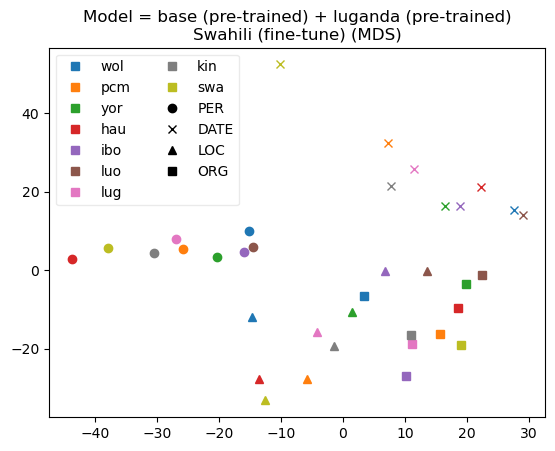 Model = base (pre-trained) + luganda (pre-trained)
Swahili (fine-tune) (MDS)
wol
pcm
yor
hau
ibo
luo
lug
kin
swa
PER
DATE
LOC
ORG
40
20
0
−20
−40
−30
−20
−10
0
10
20
30